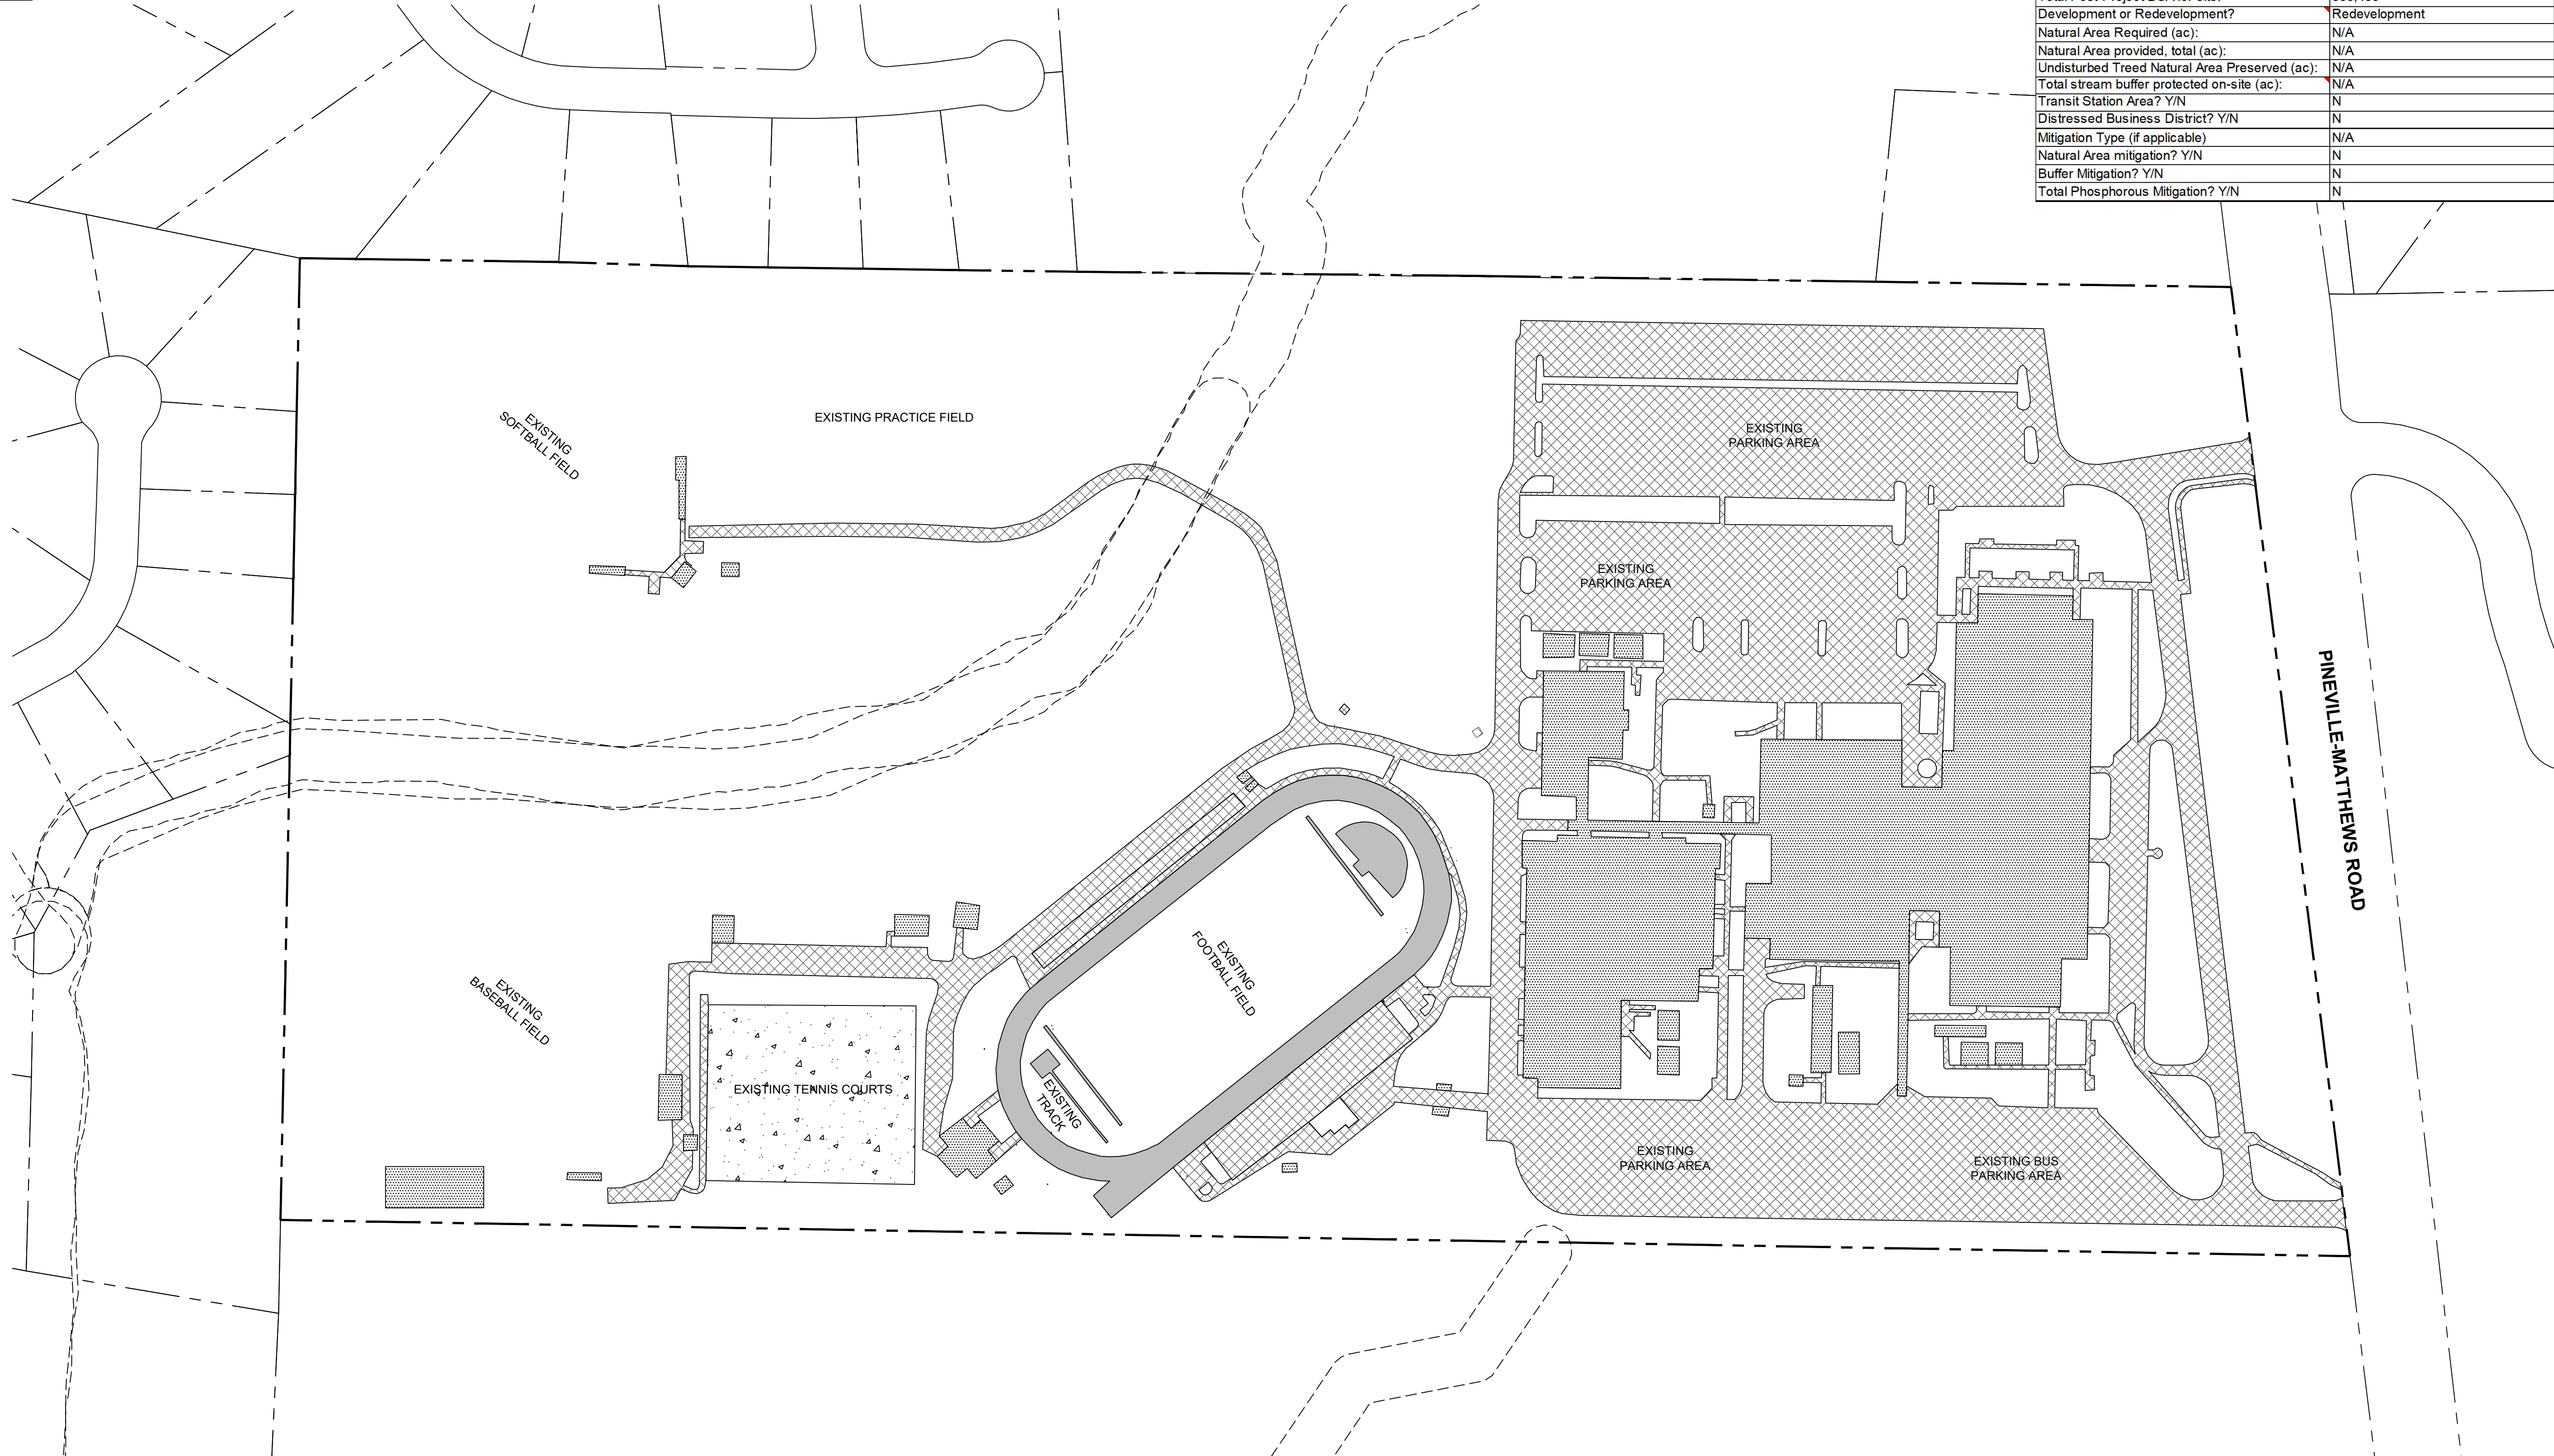 Development or Redevelopment? Redevelopment
Natural Area Required (ac): N/A
Natural Area provided, total (ac): N/A
Undisturbed Treed Natural Area Preserved (ac): N/A
Total stream buffer protected on-site (ac): N/A
Transit Station Area? Y/N N
Distressed Business District? Y/N N
Mitigation Type (if applicable) N/A
Natural Area mitigation? Y/N N
Buffer Mitigation? Y/N N
Total Phosphorous Mitigation? Y/N N
EXISTING
SOFTBALL FIELD
EXISTING PRACTICE FIELD
EXISTING
PARKING AREA
EXISTING
PARKING AREA
PINEVILLE-MATTHEWS ROAD
EXISTING
FOOTBALL FIELD
EXISTING
BASEBALL FIELD
EXISTING TENNIS COURTS
EXISTING
TRACK
EXISTING
PARKING AREA
EXISTING BUS
PARKING AREA